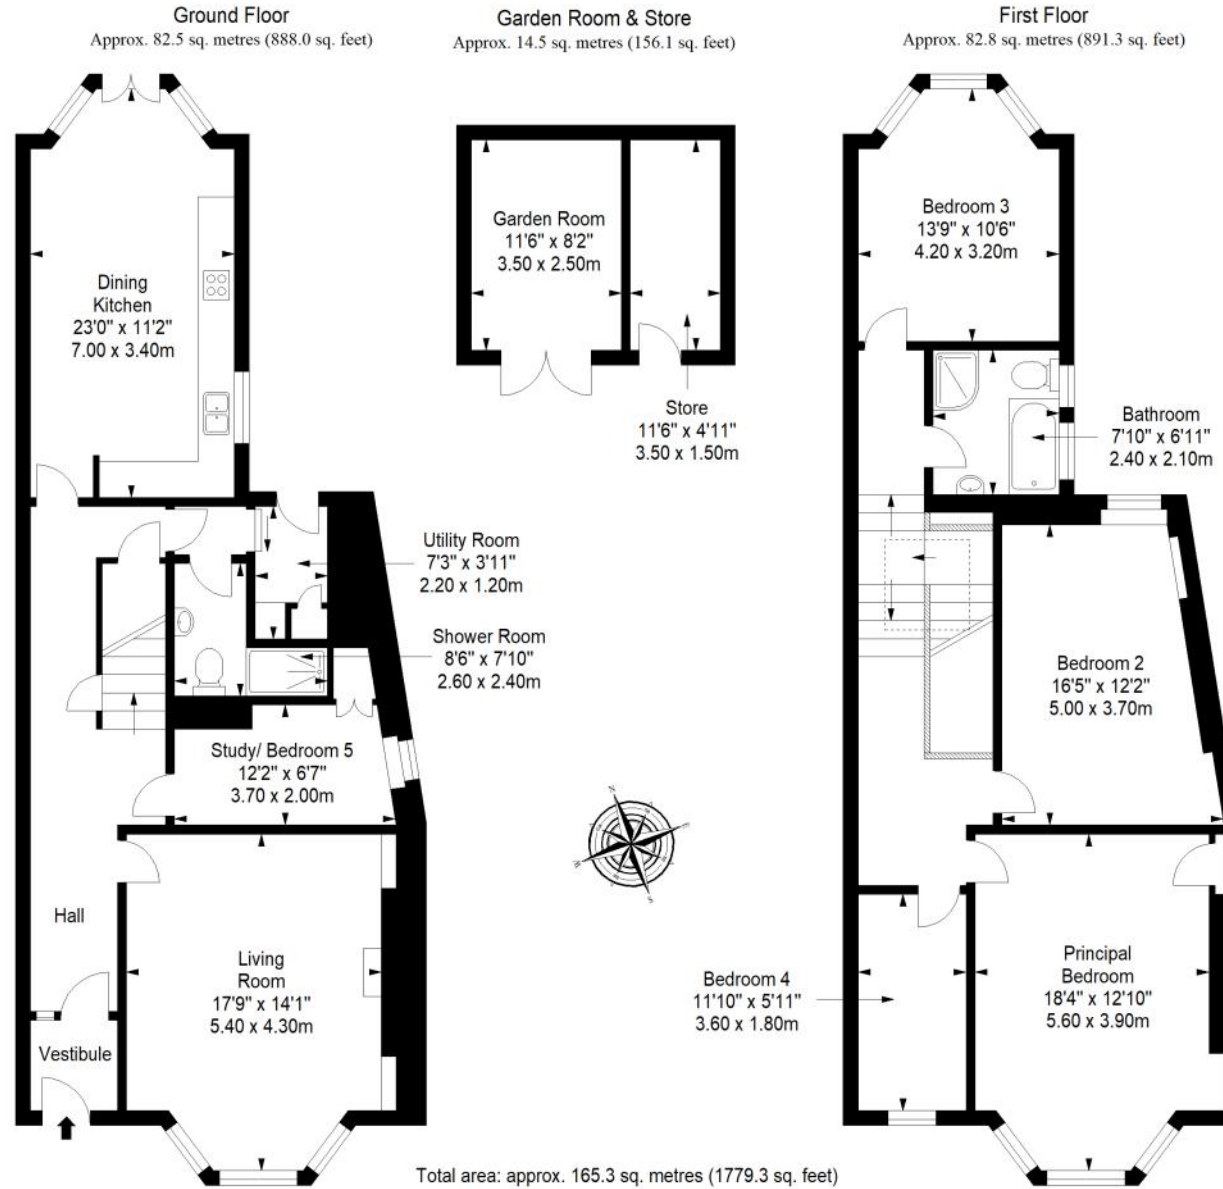 Ground Floor
Approx. 82.5 sq. metres (888.0 sq. feet)
Dining
Kitchen
23'0" x 11'2"
7.00 x 3.40m
Utility Room
7'3" x 3'11"
2.20 x 1.20m
Shower Room
8'6" x 7'10"
2.60 x 2.40m
Study/ Bedroom 5
12'2" x 6'7"
3.70 x 2.00m
Hall
Living
Room
17'9" x 14'1"
5.40 x 4.30m
Vestibule
Garden Room & Store
Approx. 14.5 sq. metres (156.1 sq. feet)
Garden Room
11'6" x 8'2"
3.50 x 2.50m
Store
11'6" x 4'11"
3.50 x 1.50m
N
E
S
W
First Floor
Approx. 82.8 sq. metres (891.3 sq. feet)
Bedroom 3
13'9" x 10'6"
4.20 x 3.20m
Bathroom
7'10" x 6'11"
2.40 x 2.10m
Bedroom 2
16'5" x 12'2"
5.00 x 3.70m
Bedroom 4
11'10" x 5'11"
3.60 x 1.80m
Principal
Bedroom
18'4" x 12'10"
5.60 x 3.90m
Total area: approx. 165.3 sq. metres (1779.3 sq. feet)